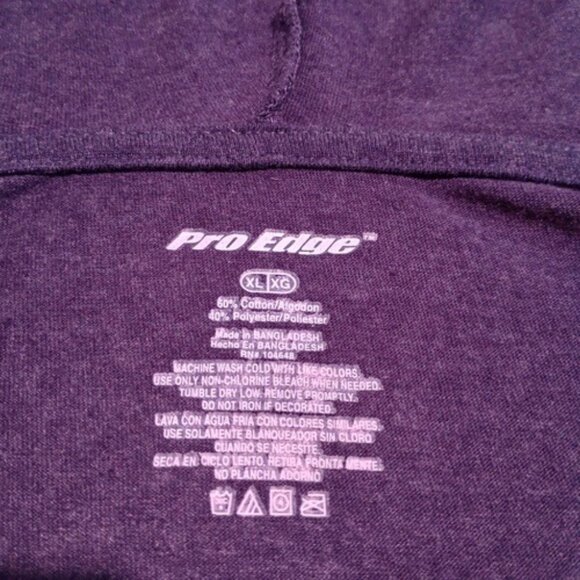 Pro Edge™
XL XG
60% Cotton/Algodon
40% Polyester/Poliester
Made In BANGLADESH
Hecho En BANGLADESH
RN# 104648
MACHINE WASH COLD WITH LIKE COLORS.
USE ONLY NON-CHLORINE BLEACH WHEN NEEDED.
TUMBLE DRY LOW. REMOVE PROMPTLY.
DO NOT IRON IF DECORATED.
LAVA CON AGUA FRIA CON COLORES SIMILARES.
USE SOLAMENTE BLANQUEADOR SIN CLORO
CUANDO SE NECESITE.
SECA EN CICLO LENTO. RETIRA PRONTA MENTE.
NO PLANCHA ADORNO